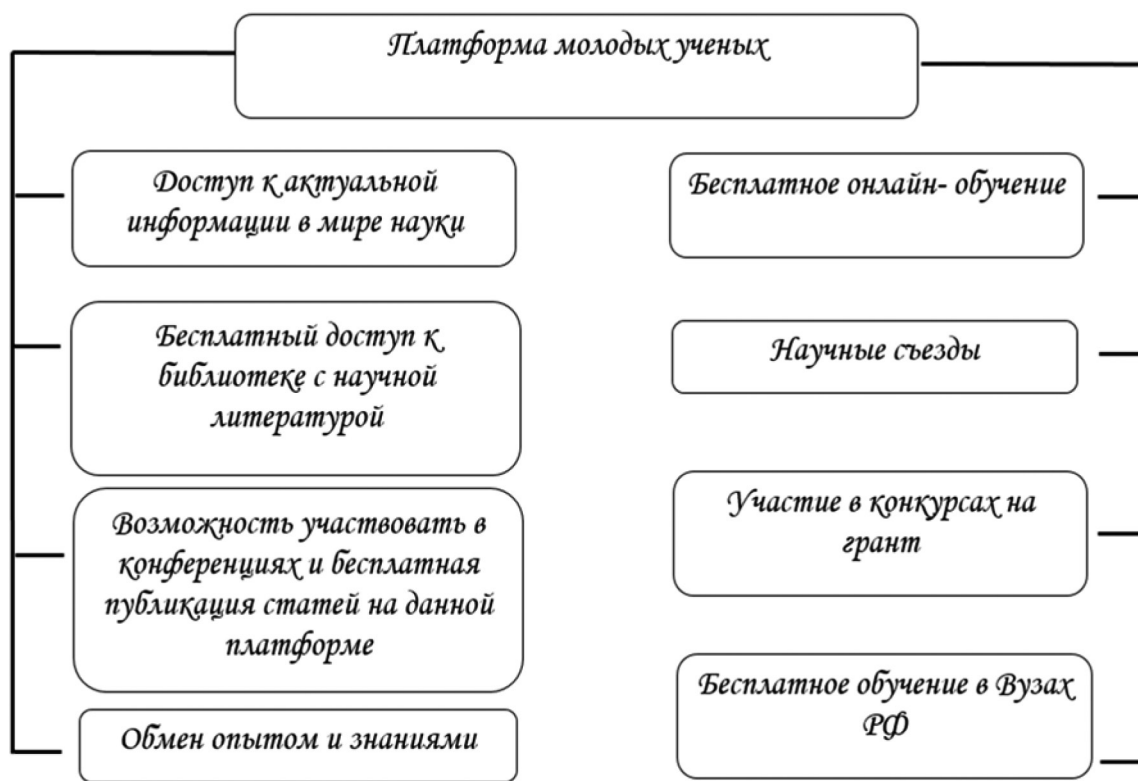 Платформа молодых ученых
Доступ к актуальной
информации в мире науки
Бесплатный доступ к
библиотеке с научной
литературой
Возможность участвовать в
конференциях и бесплатная
публикация статей на данной
платформе
Обмен опытом и знаниями
Бесплатное онлайн- обучение
Научные съезды
Участие в конкурсах на
грант
Бесплатное обучение в Вузах
РФ